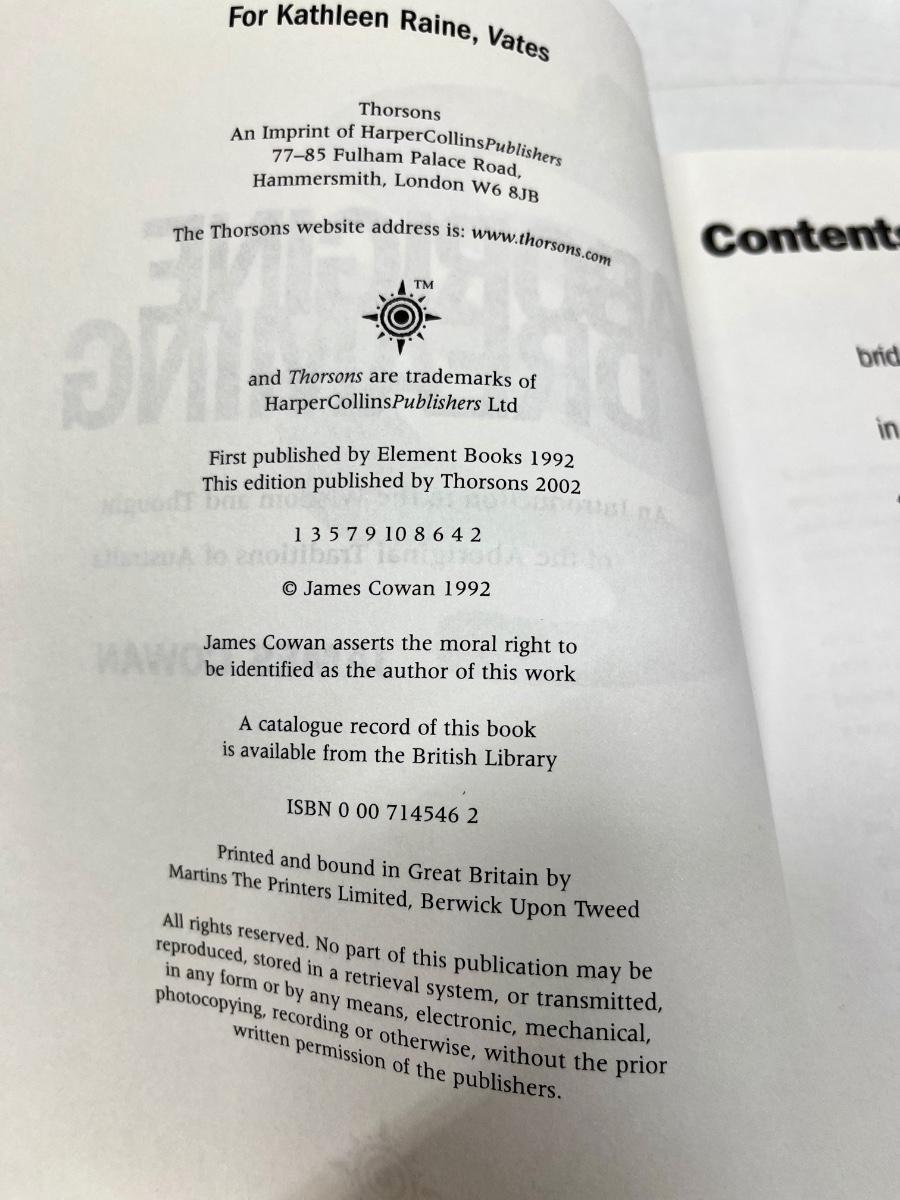 For Kathleen Raine, Vates
Thorsons
An Imprint of HarperCollinsPublishers
77–85 Fulham Palace Road,
Hammersmith, London W6 8JB
The Thorsons website address is: www.thorsons.com
TM
and Thorsons are trademarks of
HarperCollinsPublishers Ltd
First published by Element Books 1992
This edition published by Thorsons 2002
1 3 5 7 9 10 8 6 4 2
© James Cowan 1992
James Cowan asserts the moral right to
be identified as the author of this work
A catalogue record of this book
is available from the British Library
ISBN 0 00 714546 2
Printed and bound in Great Britain by
Martins The Printers Limited, Berwick Upon Tweed
All rights reserved. No part of this publication may be
reproduced, stored in a retrieval system, or transmitted,
in any form or by any means, electronic, mechanical,
photocopying, recording or otherwise, without the prior
written permission of the publishers.
Contents
brid
in